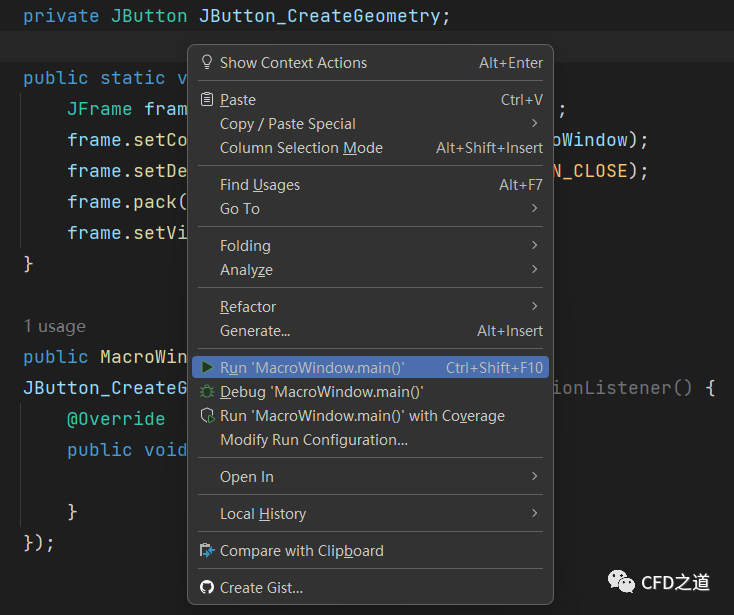 private JButton JButton_CreateGeometry;
public static v
JFrame fram
;
frame.setCo
oWindow);
frame.setDe
N_CLOSE);
frame.pack(
frame.setVi
}
1 usage
public MacroWin
JButton_CreateG
ionListener() {
@Override
public void
}
});
Show Context Actions Alt+Enter
Paste Ctrl+V
Copy / Paste Special
Column Selection Mode Alt+Shift+Insert
Find Usages Alt+F7
Go To
Folding
Analyze
Refactor
Generate... Alt+Insert
Run 'MacroWindow.main()' Ctrl+Shift+F10
Debug 'MacroWindow.main()'
Run 'MacroWindow.main()' with Coverage
Modify Run Configuration...
Open In
Local History
Compare with Clipboard
Create Gist...
CFD之道